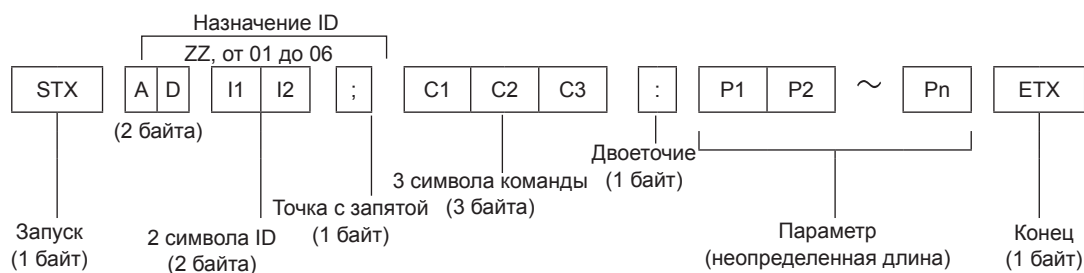 Назначение ID
ZZ, от 01 до 06
STX A D I1 I2 ; C1 C2 C3 : P1 P2 ～ Pn ETX
(2 байта)
Двоеточие
(1 байт)
3 символа команды
(3 байта)
Точка с запятой
(1 байт)
Запуск
(1 байт)
2 символа ID
(2 байта)
Параметр
(неопределенная длина)
Конец
(1 байт)